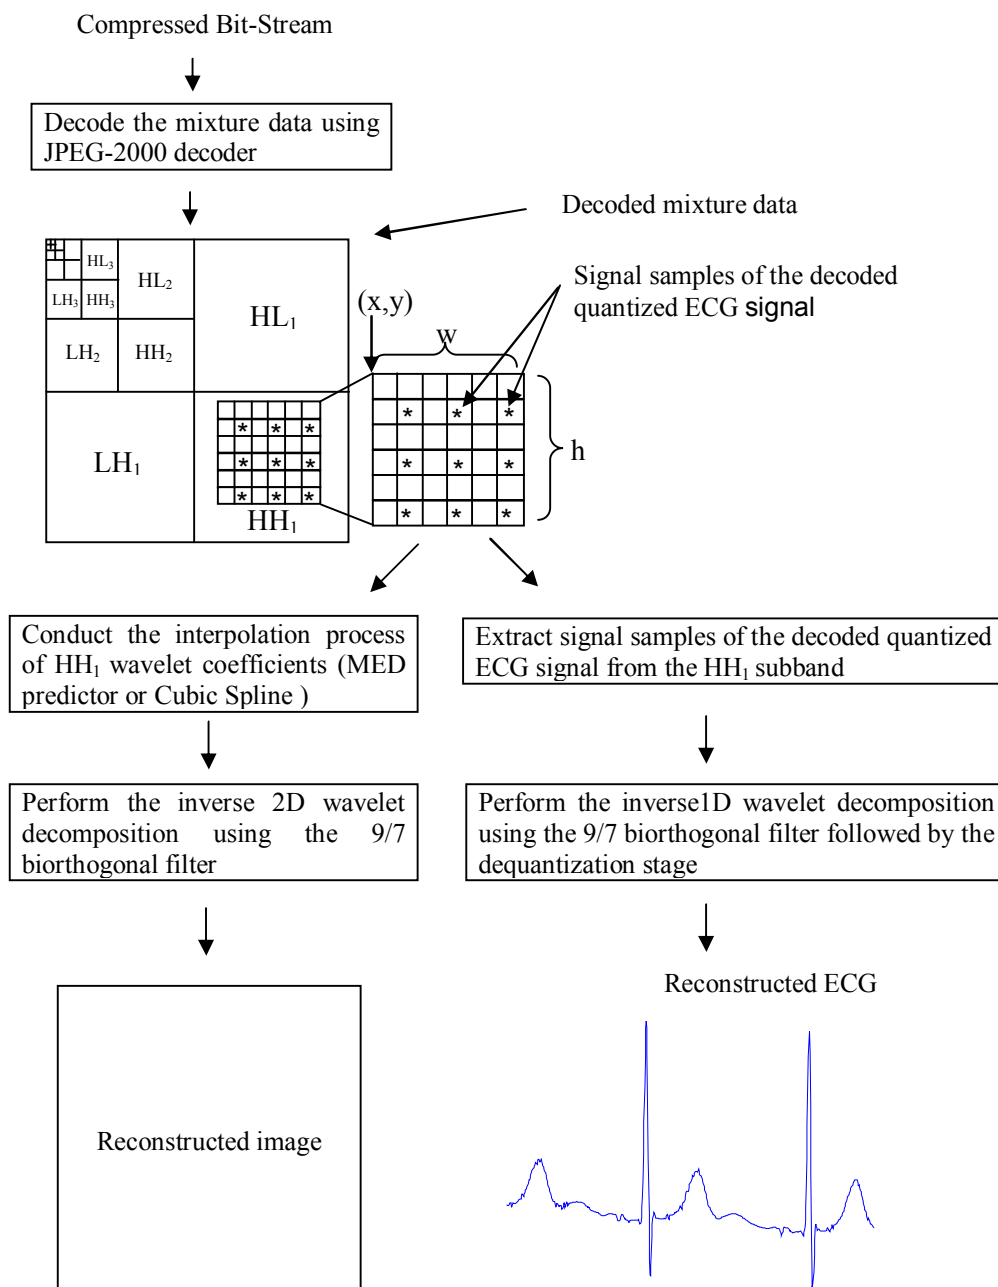 Compressed Bit-Stream
Decode the mixture data using
JPEG-2000 decoder
Decoded mixture data
Signal samples of the decoded
quantized ECG signal
HL₃
HL₂
LH₃
HH₃
HL₁
(x,y)
w
LH₂
HH₂
* * *
* * *
* * *
* * *
* * *
* * *
h
LH₁
HH₁
Conduct the interpolation process
of HH₁ wavelet coefficients (MED
predictor or Cubic Spline )
Extract signal samples of the decoded quantized
ECG signal from the HH₁ subband
Perform the inverse 2D wavelet
decomposition using the 9/7
biorthogonal filter
Perform the inverse1D wavelet decomposition
using the 9/7 biorthogonal filter followed by the
dequantization stage
Reconstructed ECG
Reconstructed image